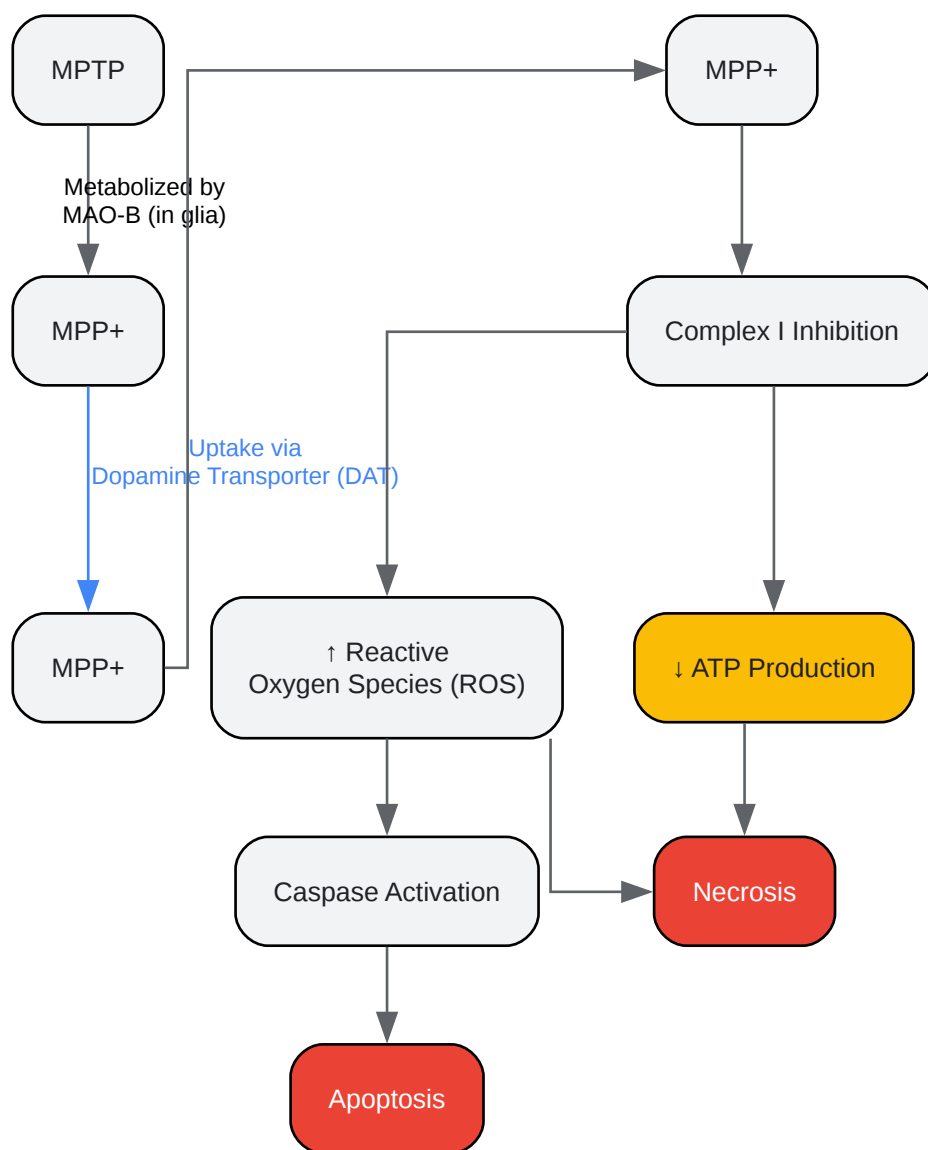 MPTP
MPP+
Metabolized by
MAO-B (in glia)
MPP+
Complex I Inhibition
Uptake via
Dopamine Transporter (DAT)
MPP+
↑ Reactive
Oxygen Species (ROS)
↓ ATP Production
Caspase Activation
Necrosis
Apoptosis